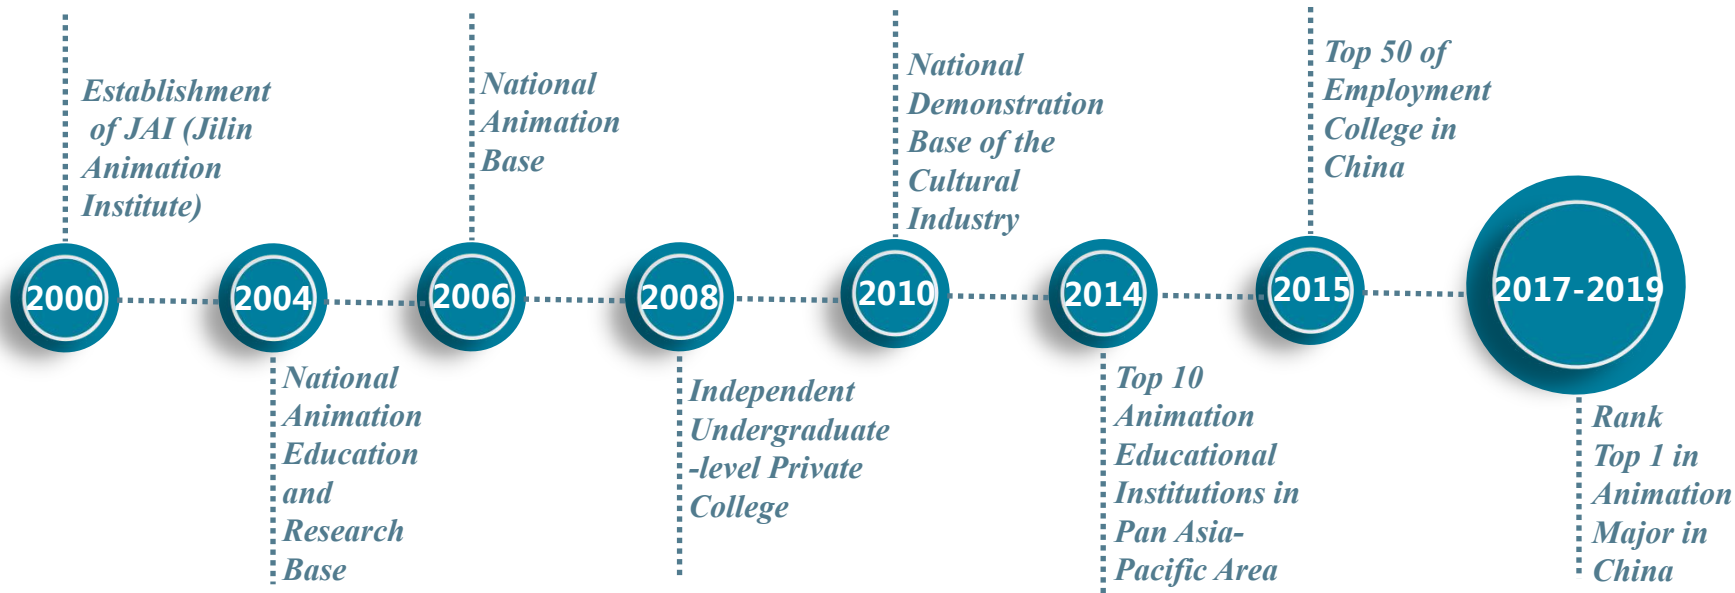 2000
Establishment
of JAI (Jilin
Animation
Institute)
2004
National
Animation
Education
and
Research
Base
2006
National
Animation
Base
2008
Independent
Undergraduate
-level Private
College
2010
National
Demonstration
Base of the
Cultural
Industry
2014
Top 10
Animation
Educational
Institutions in
Pan Asia-
Pacific Area
2015
Top 50 of
Employment
College in
China
2017-2019
Rank
Top 1 in
Animation
Major in
China